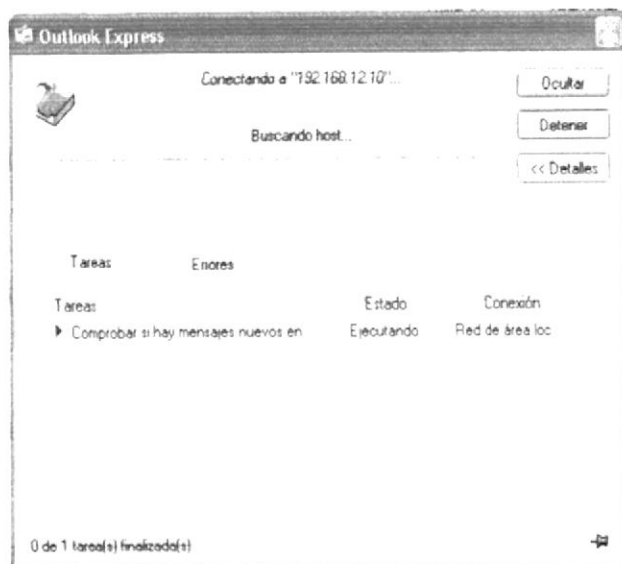 Outlook Express
Conectando a "192.168.12.10"...
Ocultar
Buscando host...
Detener
<< Detalles
Tareas Errores
Tareas Estado Conexión
Comprobar si hay mensajes nuevos en Ejecutando Red de área loc
0 de 1 tarea(s) finalizada(s)